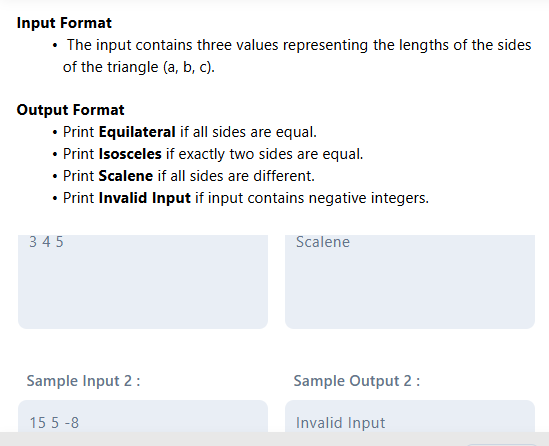 Input Format
• The input contains three values representing the lengths of the sides
of the triangle (a, b, c).
Output Format
• Print Equilateral if all sides are equal.
• Print Isosceles if exactly two sides are equal.
• Print Scalene if all sides are different.
• Print Invalid Input if input contains negative integers.
3 4 5
Scalene
Sample Input 2 :
Sample Output 2 :
15 5 -8
Invalid Input